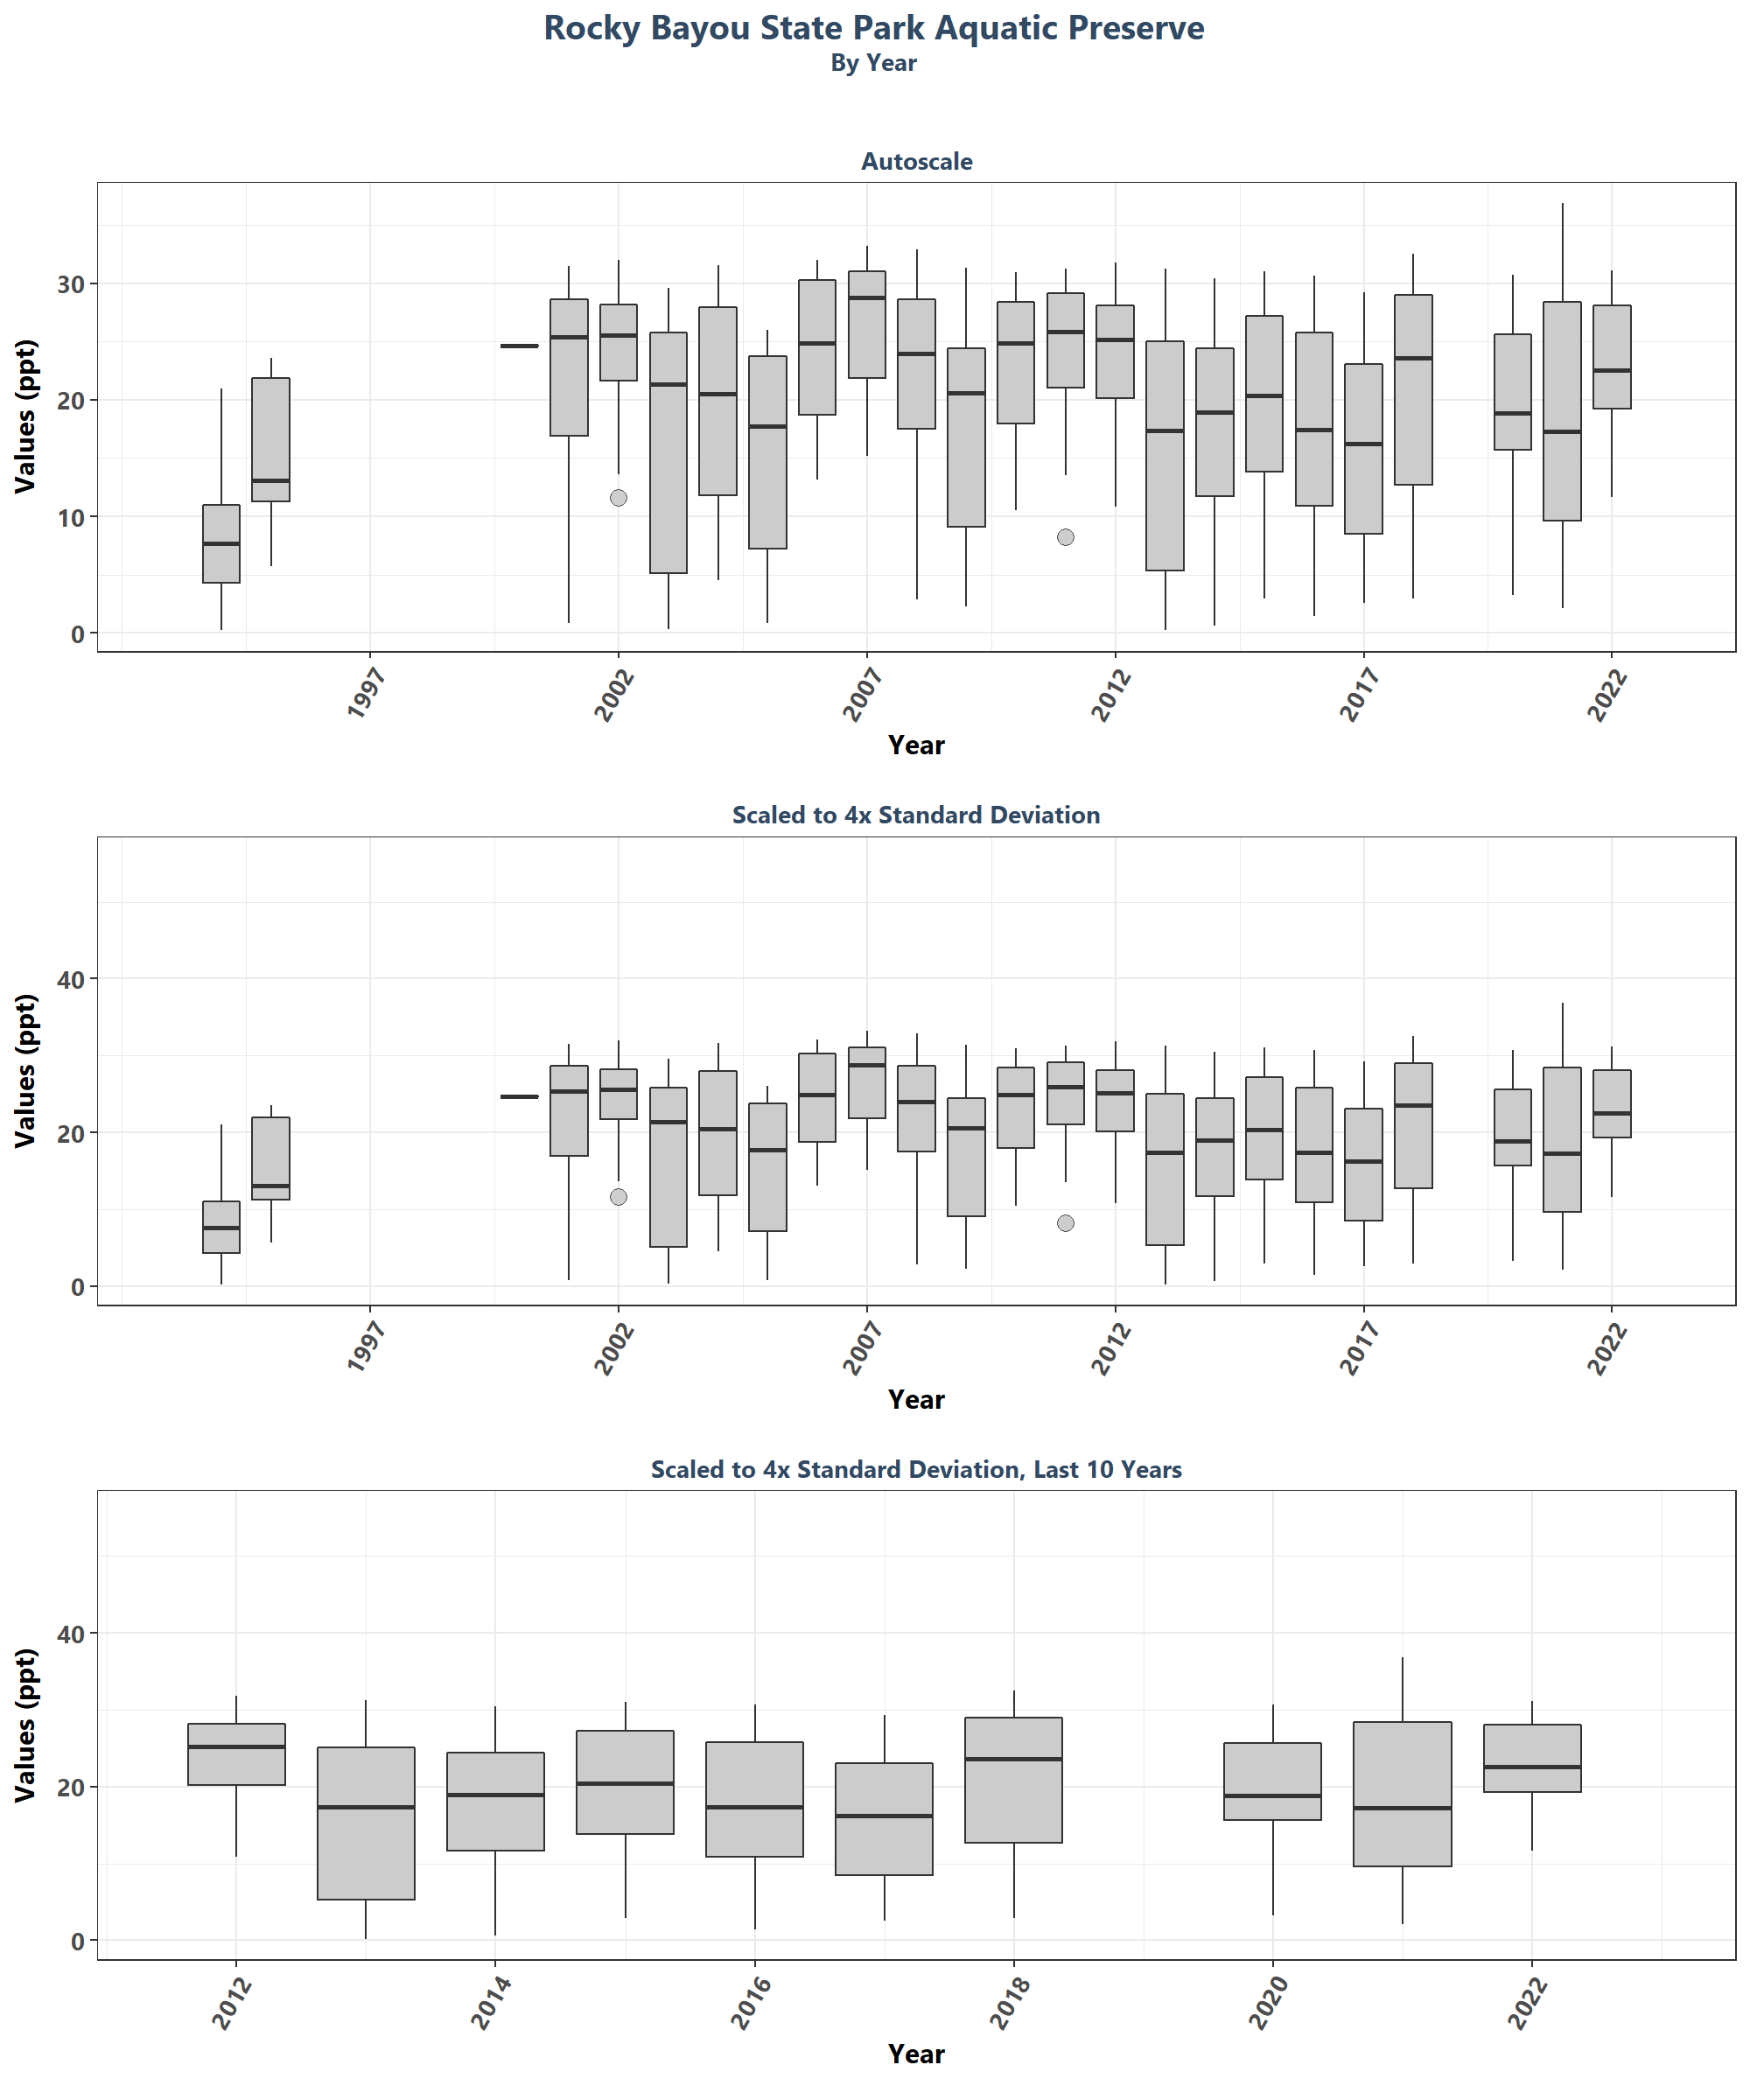 Rocky Bayou State Park Aquatic Preserve
By Year
Autoscale
Values (ppt)
30
20
10
0
1997
2002
2007
2012
2017
2022
Year
Scaled to 4x Standard Deviation
Values (ppt)
40
20
0
1997
2002
2007
2012
2017
2022
Year
Scaled to 4x Standard Deviation, Last 10 Years
Values (ppt)
40
20
0
2012
2014
2016
2018
2020
2022
Year